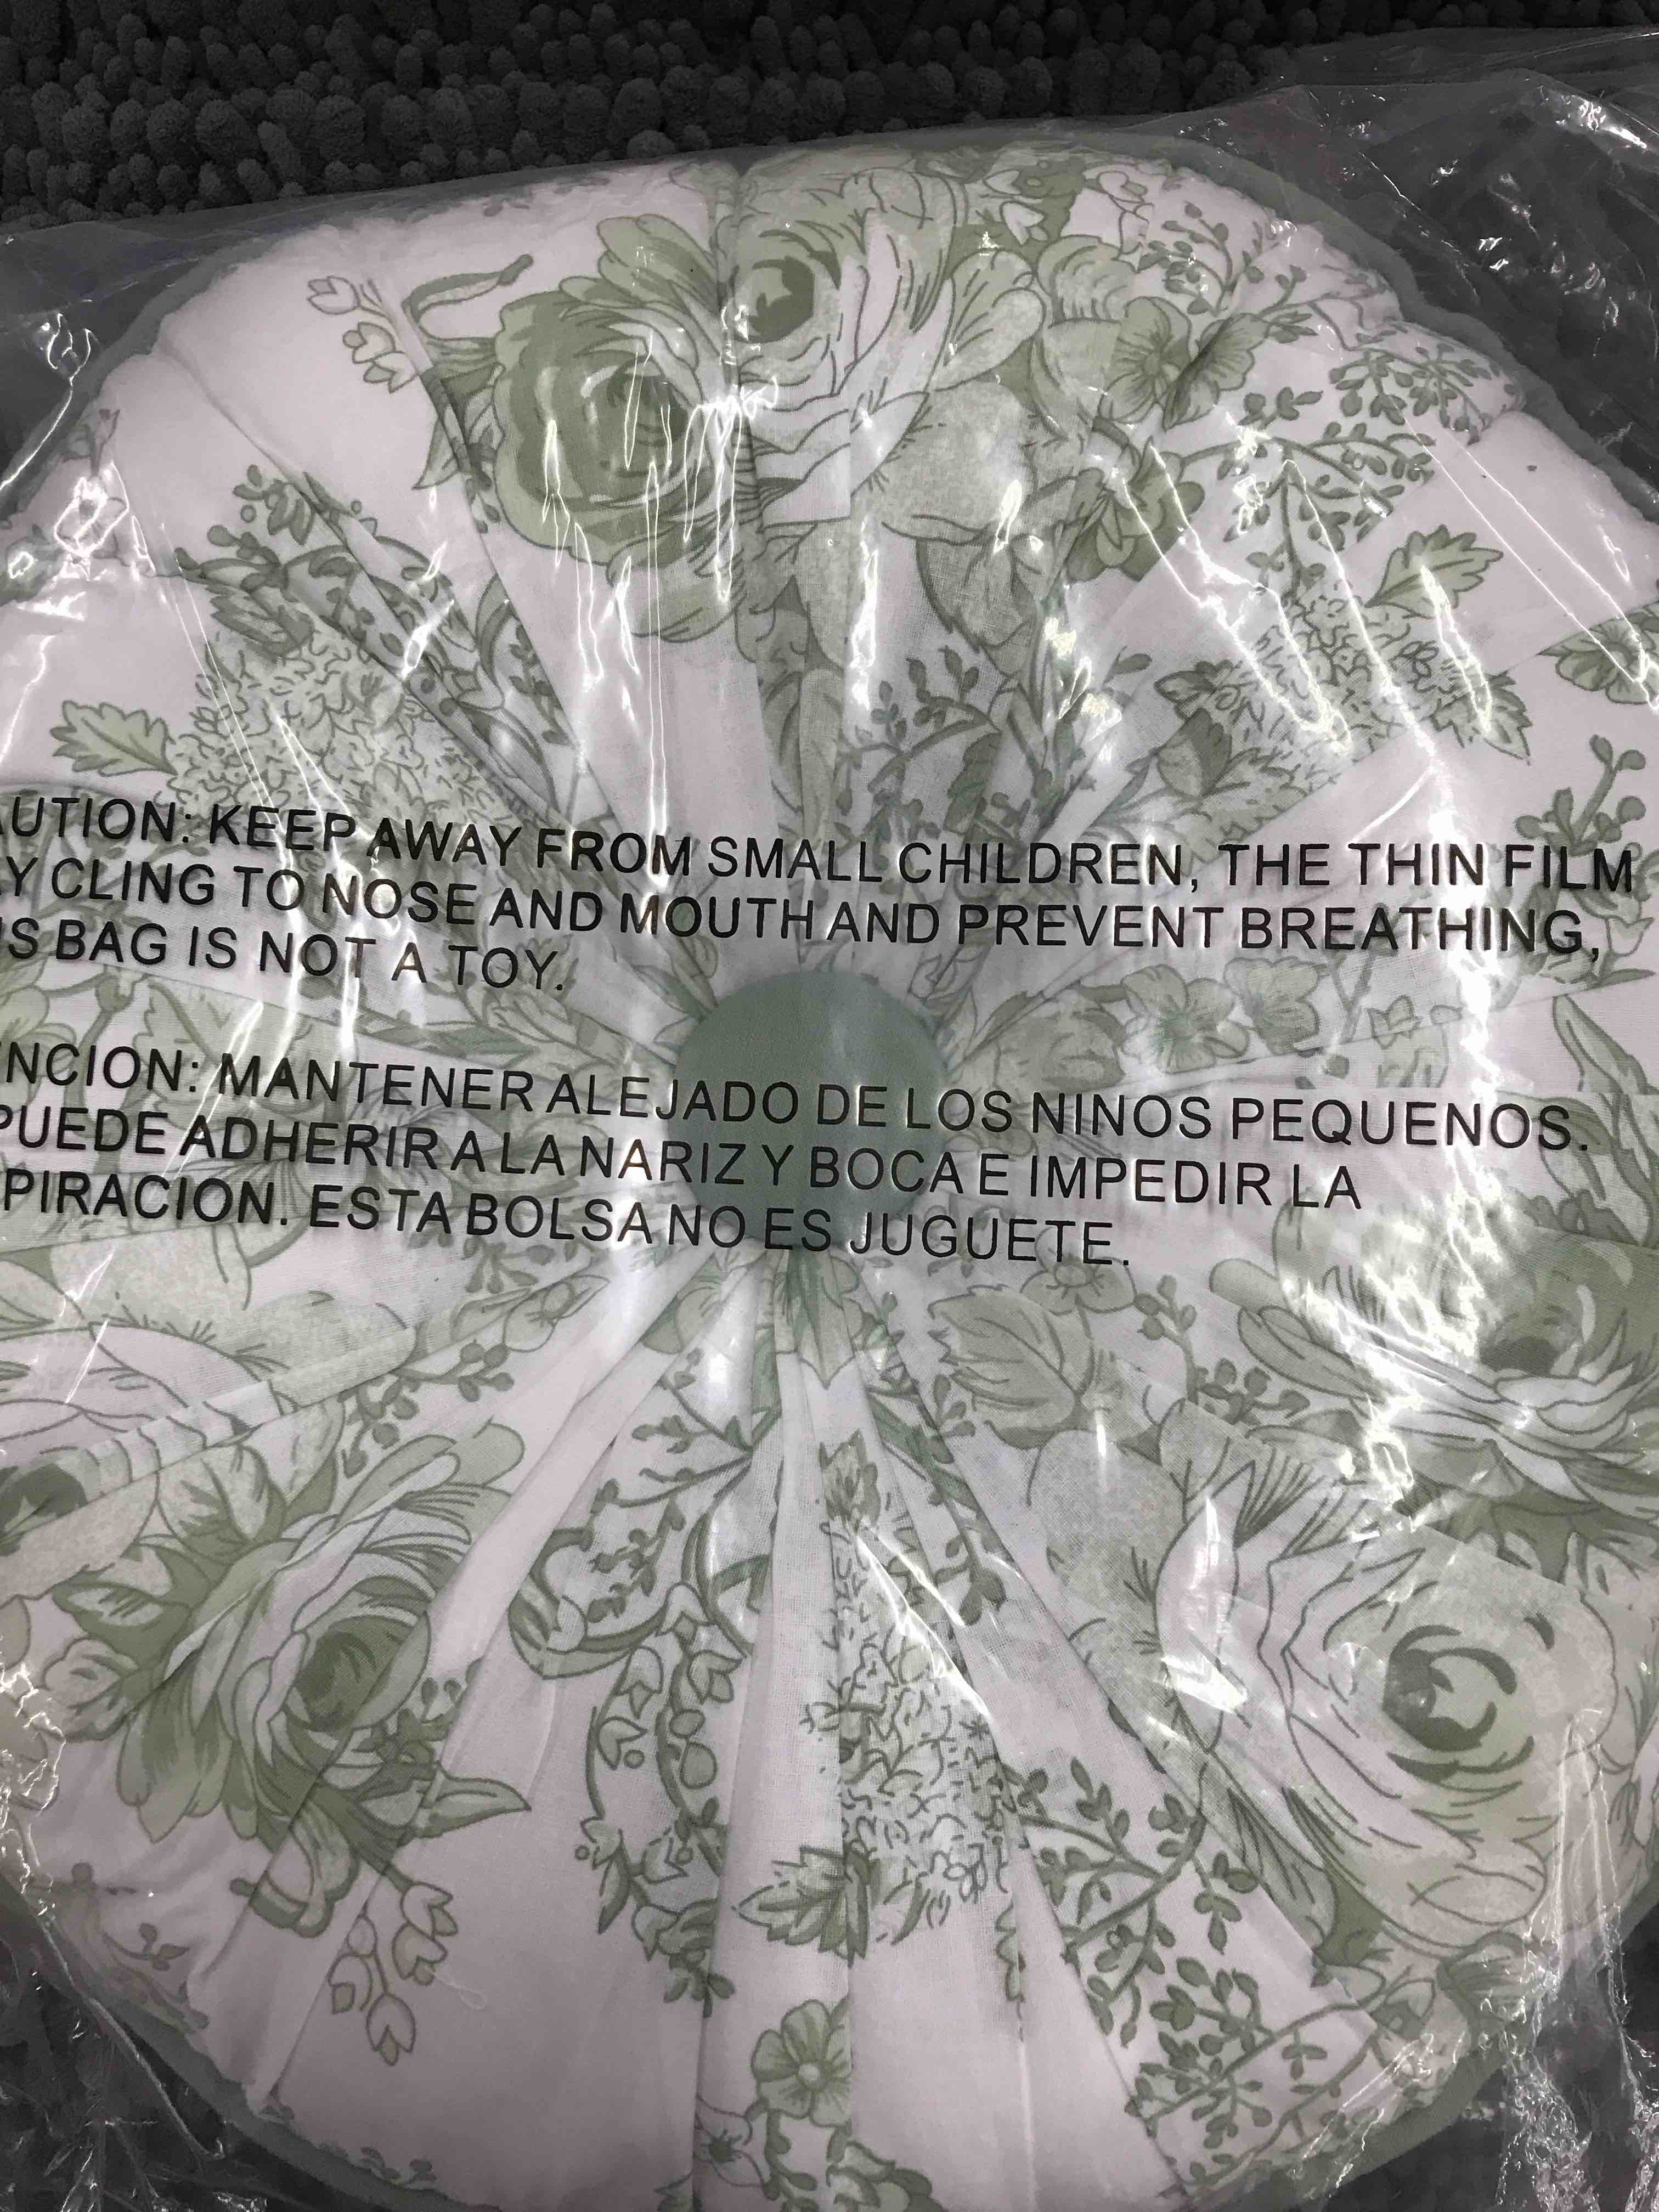 AUTION: KEEP AWAY FROM SMALL CHILDREN, THE THIN FILM
Y CLING TO NOSE AND MOUTH AND PREVENT BREATHING,
IS BAG IS NOT A TOY.
NCION: MANTENER ALEJADO DE LOS NINOS PEQUENOS.
PUEDE ADHERIR A LA NARIZ Y BOCA E IMPEDIR LA
PIRACION. ESTA BOLSA NO ES JUGUETE.